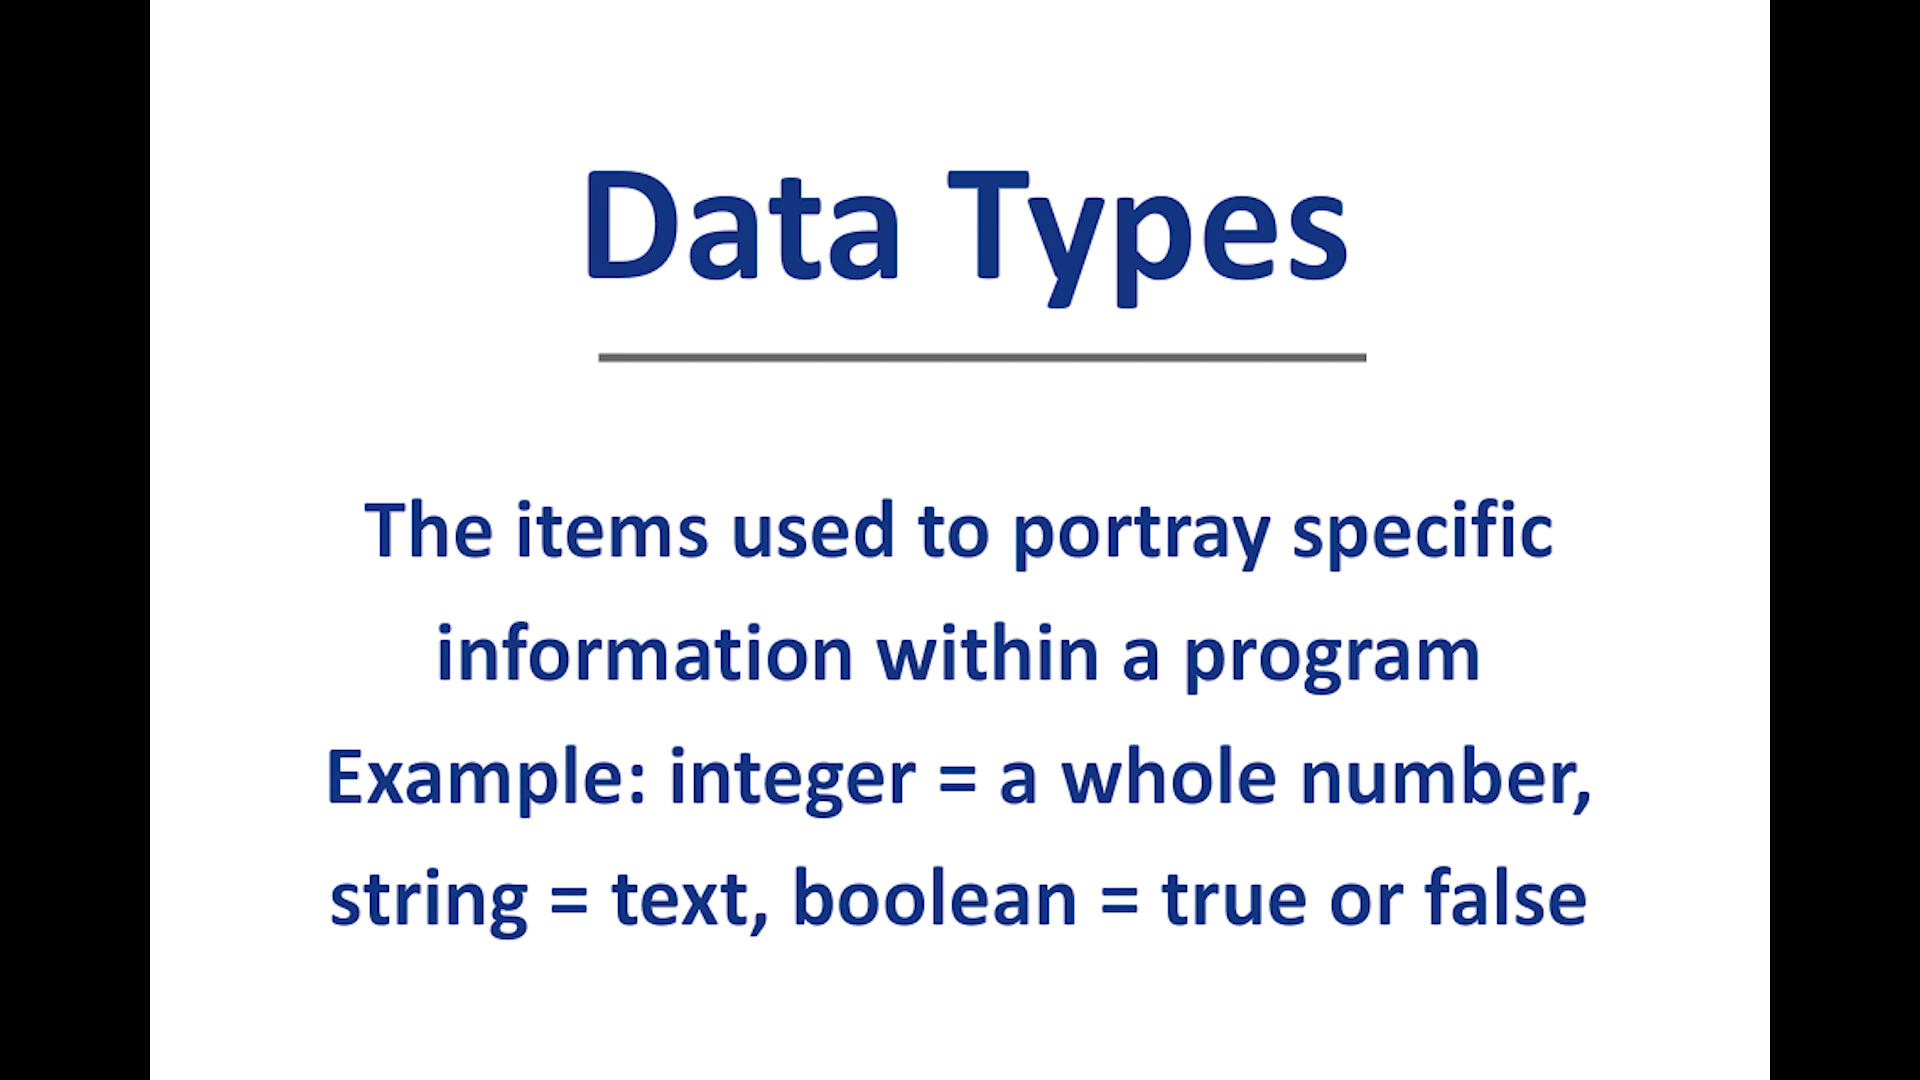 Data Types
The items used to portray specific
information within a program
Example: integer = a whole number,
string = text, boolean = true or false